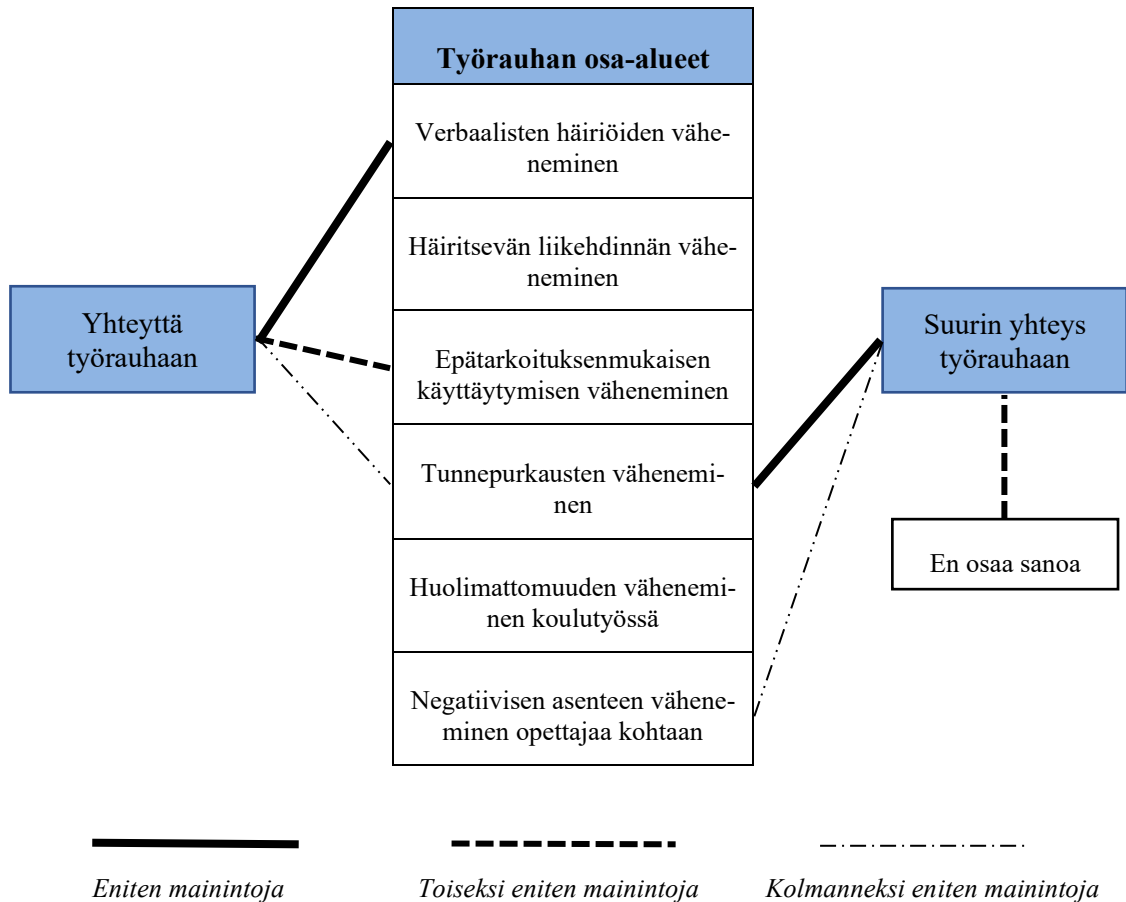 Työrauhan osa-alueet
Verbaalisten häiriöiden vähe-
neminen
Häiritsevän liikehdinnän vähe-
neminen
Yhteyttä
työrauhaan
Suurin yhteys
työrauhaan
Epätarkoituksenmukaisen
käyttäytymisen väheneminen
Tunnepurkausten vähenemi-
nen
En osaa sanoa
Huolimattomuuden vähenemi-
nen koulutyössä
Negatiivisen asenteen vähene-
minen opettajaa kohtaan
Eniten mainintoja
Toiseksi eniten mainintoja
Kolmanneksi eniten mainintoja